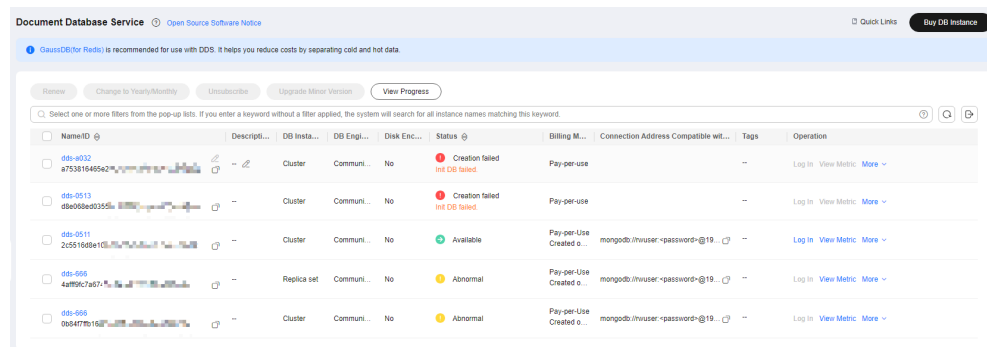 Document Database Service Open Source Software Notice Quick Links Buy DB Instance
GaussDB(for Redis) is recommended for use with DDS. It helps you reduce costs by separating cold and hot data.
Renew Change to Yearly/Monthly Unsubscribe Upgrade Minor Version View Progress
Select one or more filters from the pop-up lists. If you enter a keyword without a filter applied, the system will search for all instance names matching this keyword.
Name/ID Descripti... DB Insta... DB Engi... Disk Enc... Status Billing M... Connection Address Compatible wit... Tags Operation
dds-a032
a753816465e2
-- Cluster Communi... No Creation failed
Init DB failed.
Pay-per-use -- Log In View Metric More
dds-0513
d8e068ed0355
-- Cluster Communi... No Creation failed
Init DB failed.
Pay-per-use -- Log In View Metric More
dds-0511
2c5516d8e10
-- Cluster Communi... No Available Pay-per-Use
Created o...
mongodb://rwuser:<password>@19... -- Log In View Metric More
dds-666
4afff9fc7a674
-- Replica set Communi... No Abnormal Pay-per-Use
Created o...
mongodb://rwuser:<password>@19... -- Log In View Metric More
dds-666
0b84f7ffb16
-- Cluster Communi... No Abnormal Pay-per-Use
Created o...
mongodb://rwuser:<password>@19... -- Log In View Metric More